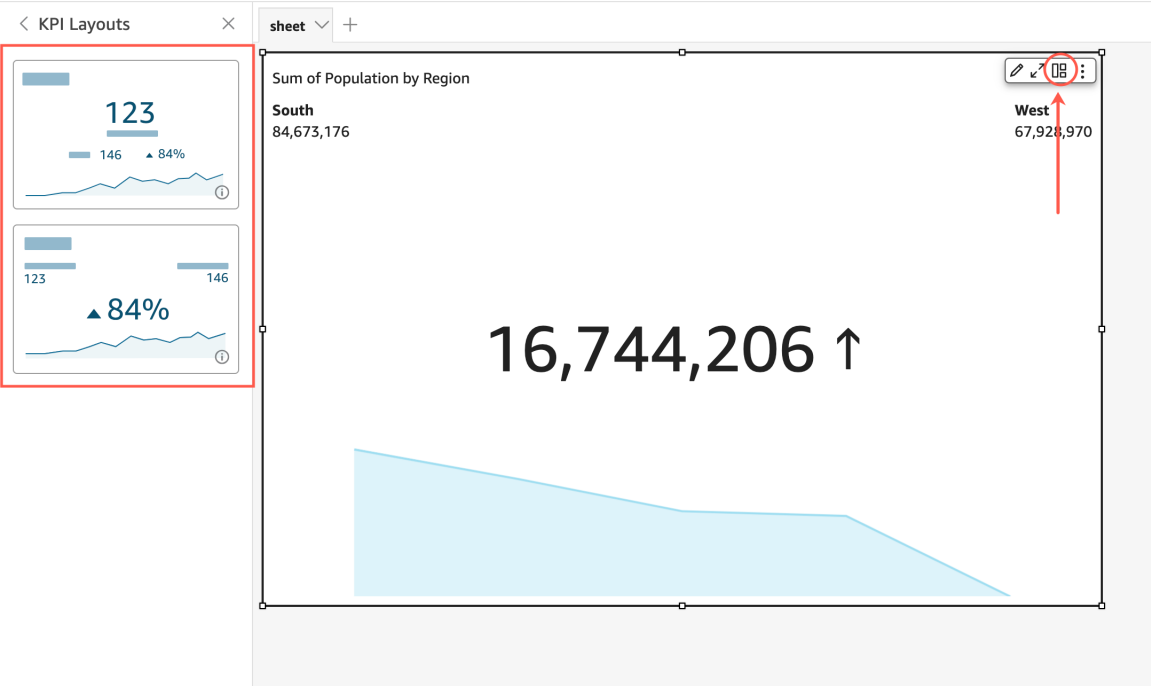 KPI Layouts
123
146 ▲ 84%
123 146
▲ 84%
sheet
Sum of Population by Region
South West
84,673,176 67,928,970
16,744,206 ↑